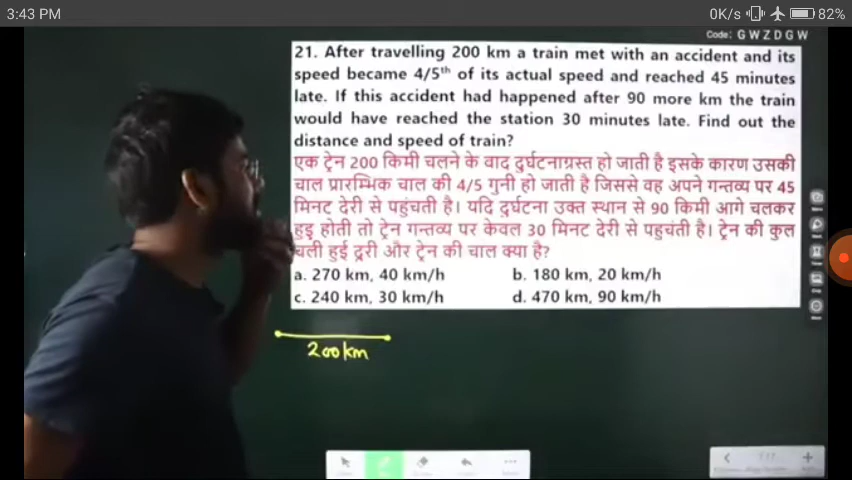 3:43 PM
0K/s 82%
Code: G W Z D G W
21. After travelling 200 km a train met with an accident and its
speed became 4/5th of its actual speed and reached 45 minutes
late. If this accident had happened after 90 more km the train
would have reached the station 30 minutes late. Find out the
distance and speed of train?
एक ट्रेन 200 किमी चलने के वाद दुर्घटनाग्रस्त हो जाती है इसके कारण उसकी
चाल प्रारम्भिक चाल की 4/5 गुनी हो जाती है जिससे वह अपने गन्तव्य पर 45
मिनट देरी से पहुंचती है। यदि दुर्घटना उक्त स्थान से 90 किमी आगे चलकर
हुइ होती तो ट्रेन गन्तव्य पर केवल 30 मिनट देरी से पहुचंती है। ट्रेन की कुल
चली हुई दूरी और ट्रेन की चाल क्या है?
a. 270 km, 40 km/h b. 180 km, 20 km/h
c. 240 km, 30 km/h d. 470 km, 90 km/h
200km